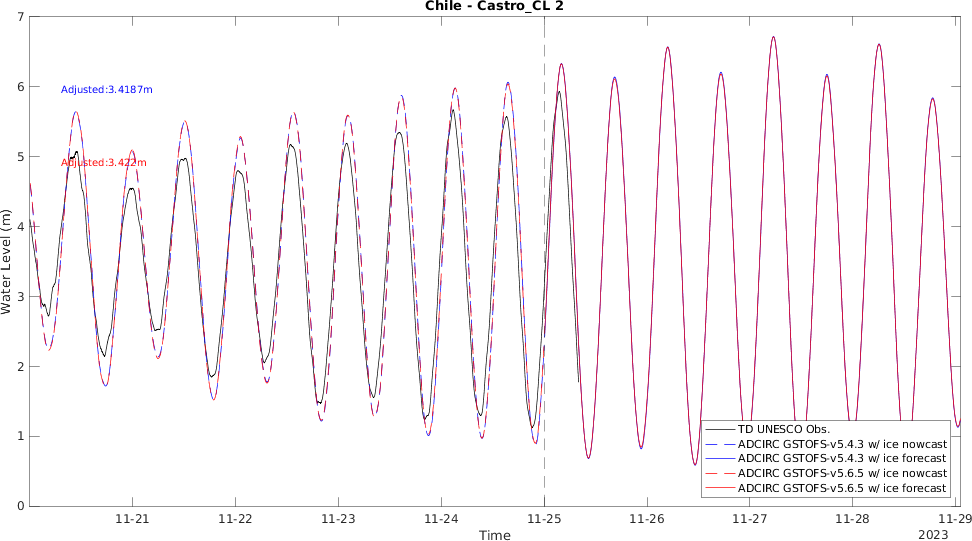 Chile - Castro_CL 2
7
6
5
4
3
2
1
0
Water Level (m)
Adjusted:3.4187m
Adjusted:3.422m
TD UNESCO Obs.
ADCIRC GSTOFS-v5.4.3 w/ ice nowcast
ADCIRC GSTOFS-v5.4.3 w/ ice forecast
ADCIRC GSTOFS-v5.6.5 w/ ice nowcast
ADCIRC GSTOFS-v5.6.5 w/ ice forecast
11-21 11-22 11-23 11-24 11-25 11-26 11-27 11-28 11-29
Time
2023